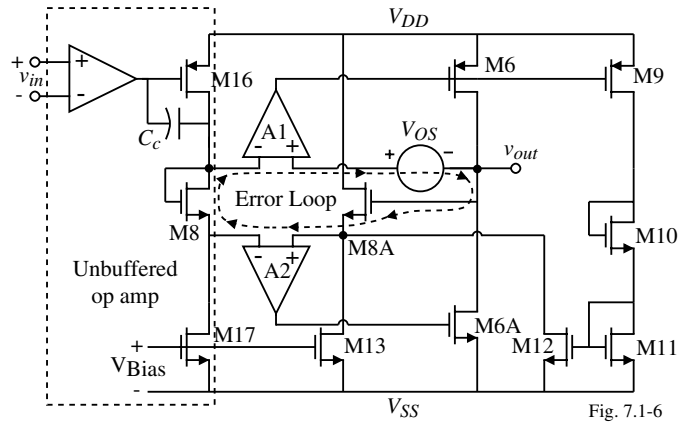 V_DD
+
v_in
-
+
-
M16
M6
M9
C_c
A1
-
+
V_OS
+
−
v_out
Error Loop
M8
M8A
M10
-
+
A2
Unbuffered
op amp
M6A
+
V_Bias
-
M17
M13
M12
M11
V_SS
Fig. 7.1-6